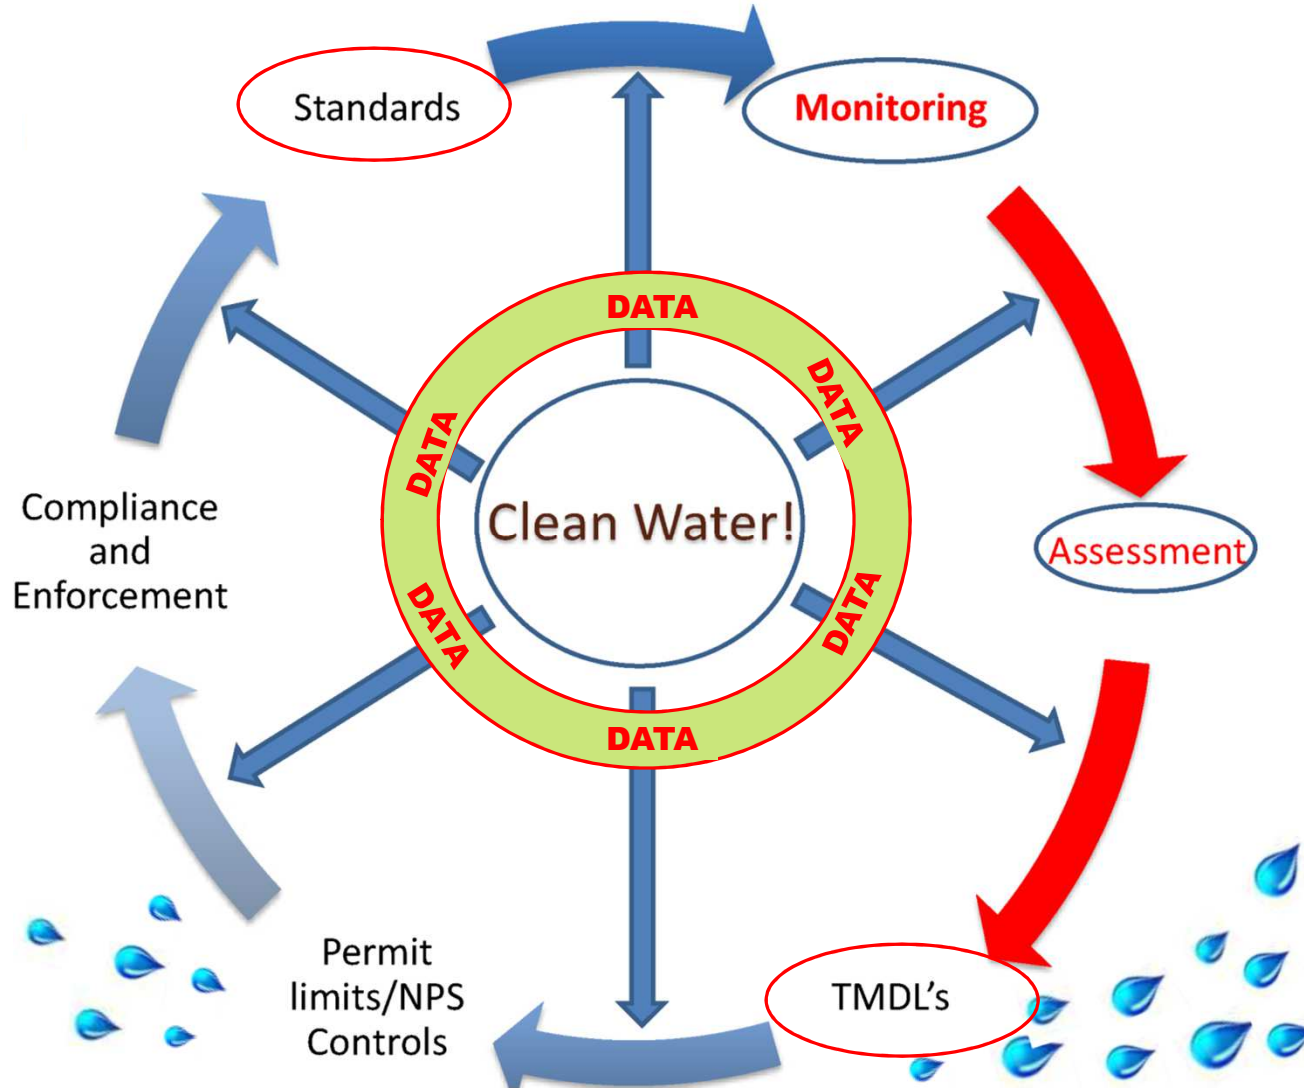 Standards
Monitoring
DATA
DATA
DATA
Clean Water!
Compliance
and
Enforcement
Assessment
DATA
DATA
DATA
Permit
limits/NPS
Controls
TMDL's